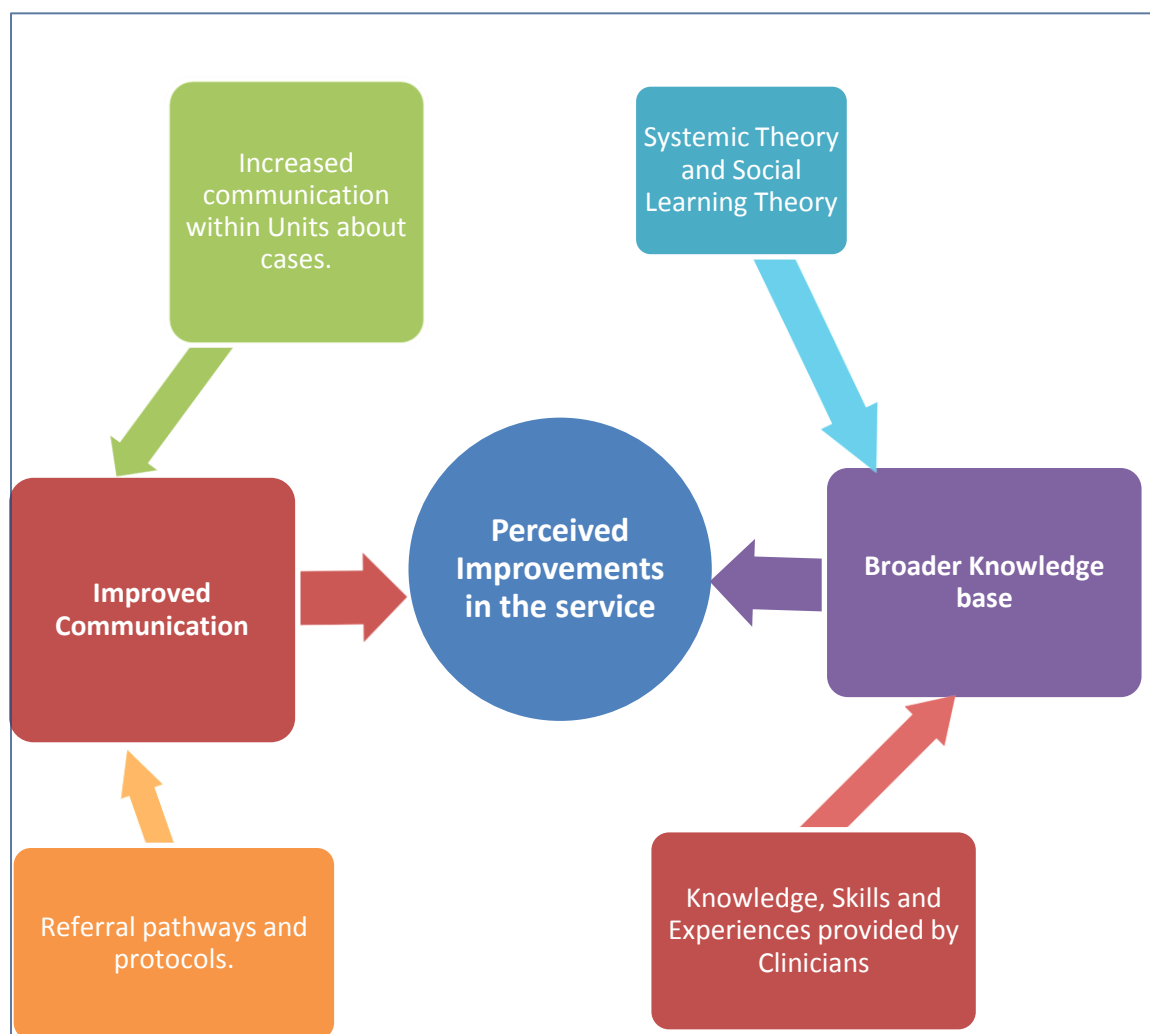 Increased
communication
within Units about
cases.
Systemic Theory
and Social
Learning Theory
Improved
Communication
Perceived
Improvements
in the service
Broader Knowledge
base
Referral pathways and
protocols.
Knowledge, Skills and
Experiences provided by
Clinicians